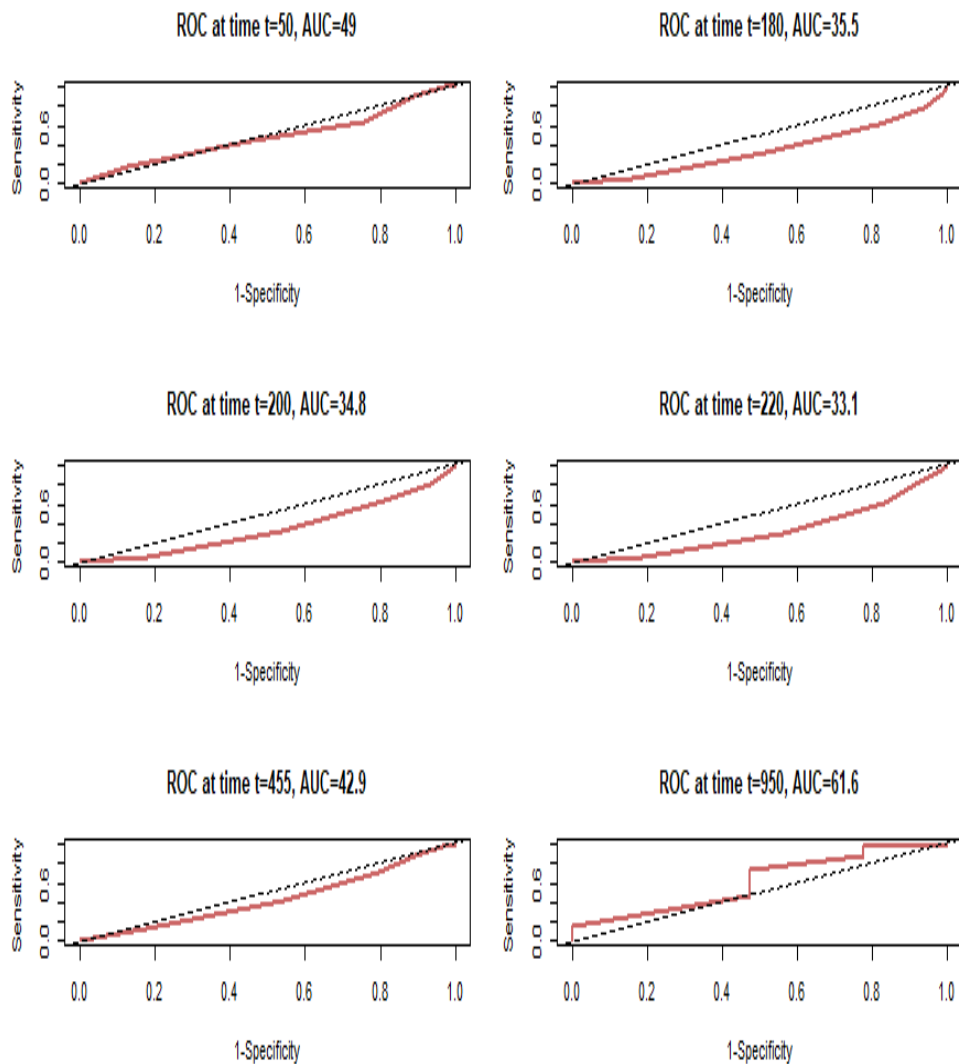 ROC at time t=50, AUC=49
Sensitivity
0.0 0.6
0.0 0.2 0.4 0.6 0.8 1.0
1-Specificity
ROC at time t=180, AUC=35.5
Sensitivity
0.0 0.6
0.0 0.2 0.4 0.6 0.8 1.0
1-Specificity
ROC at time t=200, AUC=34.8
Sensitivity
0.0 0.6
0.0 0.2 0.4 0.6 0.8 1.0
1-Specificity
ROC at time t=220, AUC=33.1
Sensitivity
0.0 0.6
0.0 0.2 0.4 0.6 0.8 1.0
1-Specificity
ROC at time t=455, AUC=42.9
Sensitivity
0.0 0.6
0.0 0.2 0.4 0.6 0.8 1.0
1-Specificity
ROC at time t=950, AUC=61.6
Sensitivity
0.0 0.6
0.0 0.2 0.4 0.6 0.8 1.0
1-Specificity